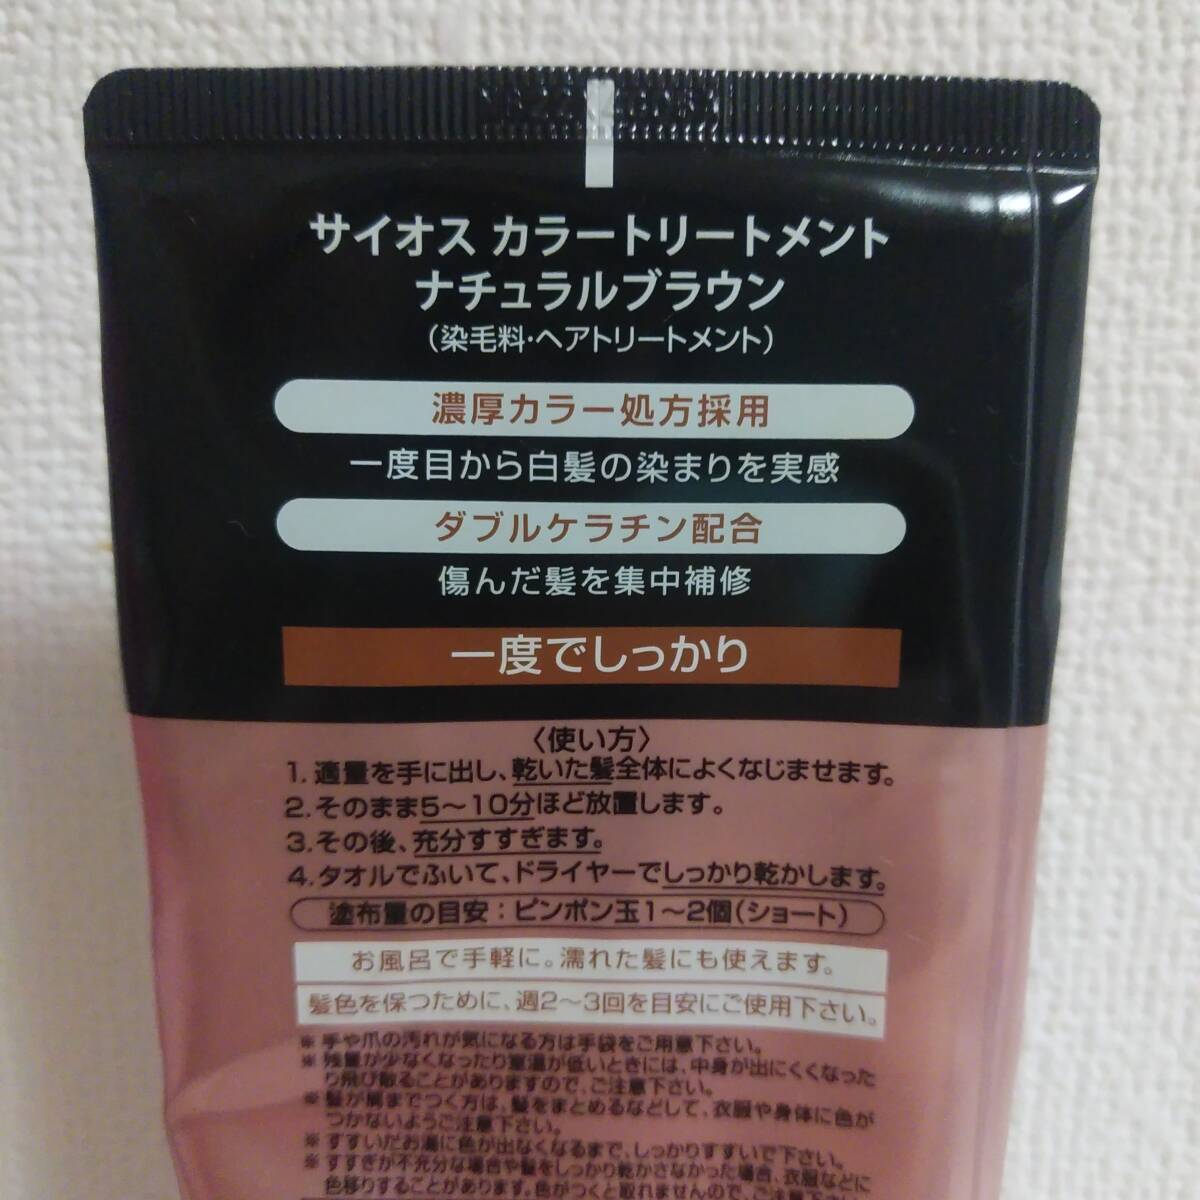 サイオス カラートリートメント
ナチュラルブラウン
（染毛料・ヘアトリートメント）
濃厚カラー処方採用
一度目から白髪の染まりを実感
ダブルケラチン配合
傷んだ髪を集中補修
一度でしっかり
〈使い方〉
1. 適量を手に出し、乾いた髪全体によくなじませます。
2. そのまま5～10分ほど放置します。
3. その後、充分すすぎます。
4. タオルでふいて、ドライヤーでしっかり乾かします。
塗布量の目安：ピンポン玉1～2個（ショート）
お風呂で手軽に。濡れた髪にも使えます。
髪色を保つために、週2～3回を目安にご使用下さい。
※ 手や爪の汚れが気になる方は手袋をご用意下さい。
※ 残量が少なくなったり室温が低いときには、中身が出にくくなった
り飛び散ることがありますので、ご注意下さい。
※ 髪が肩までつく方は、髪をまとめるなどして、衣服や身体に色が
つかないようご注意下さい。
※ すすいだお湯に色が出なくなるまで、しっかりすすいで下さい。
※ すすぎが不充分な場合や髪をしっかり乾かさなかった場合、衣服などに
色移りすることがあります。色がつくと取れませんので、ご注意下さい。